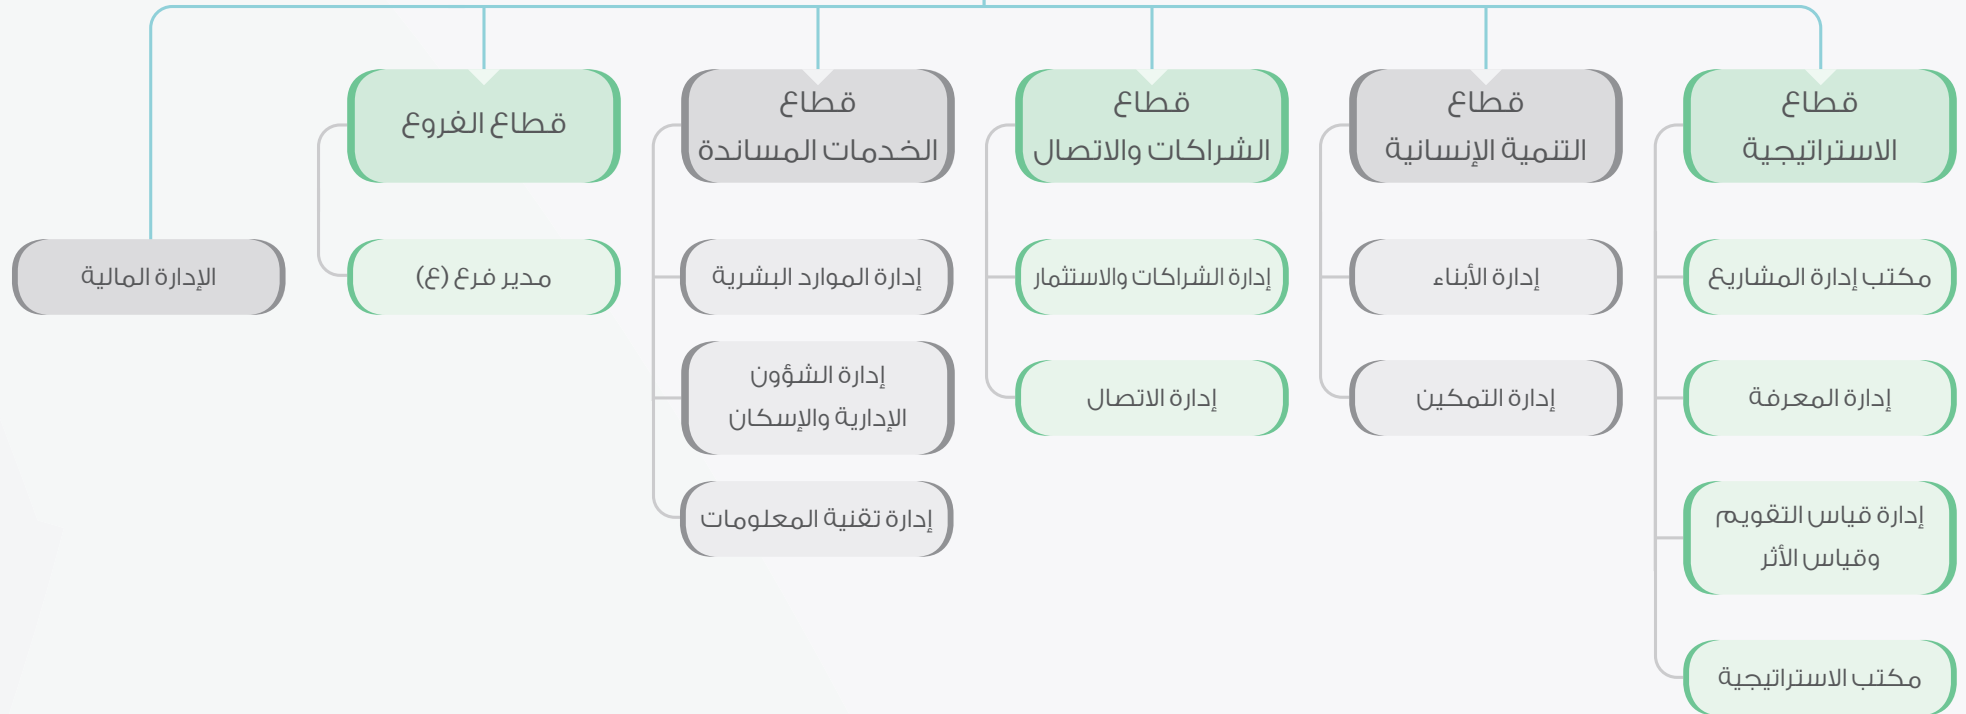 قطاع
الاستراتيجية
مكتب إدارة المشاريع
إدارة المعرفة
إدارة قياس التقويم
وقياس الأثر
مكتب الاستراتيجية
قطاع
التنمية الإنسانية
إدارة الأبناء
إدارة التمكين
قطاع
الشراكات والاتصال
إدارة الشراكات والاستثمار
إدارة الاتصال
قطاع
الخدمات المساندة
إدارة الموارد البشرية
إدارة الشؤون
الإدارية والإسكان
إدارة تقنية المعلومات
قطاع الفروع
مدير فرع (ع)
الإدارة المالية